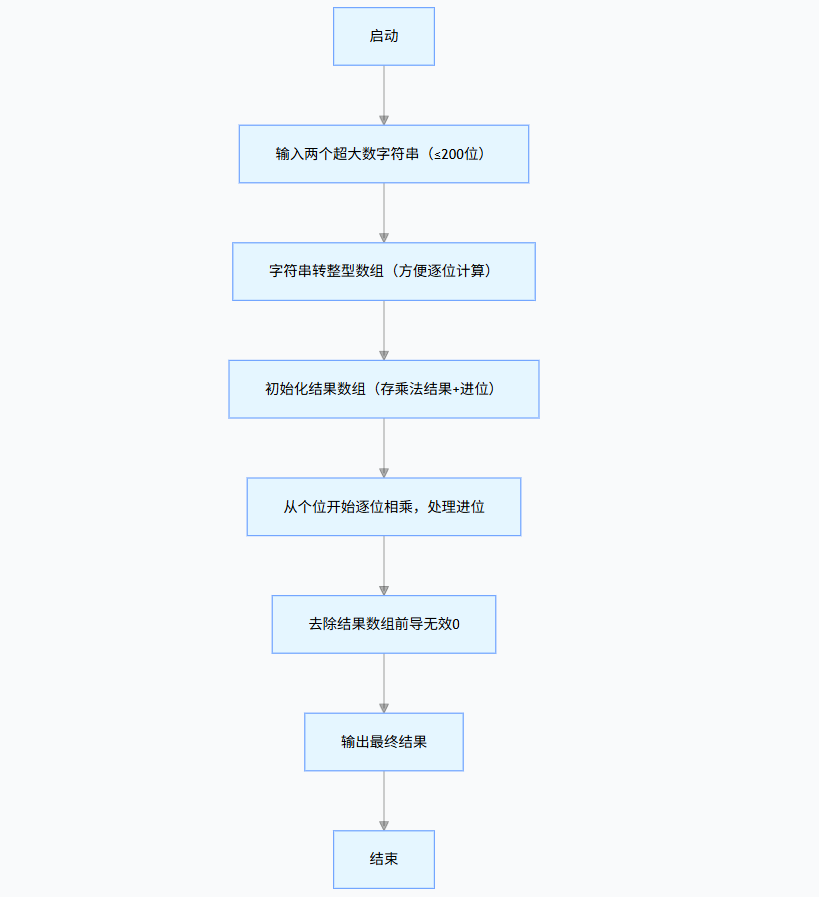 启动
输入两个超大数字符串（≤200位）
字符串转整型数组（方便逐位计算）
初始化结果数组（存乘法结果+进位）
从个位开始逐位相乘，处理进位
去除结果数组前导无效0
输出最终结果
结束